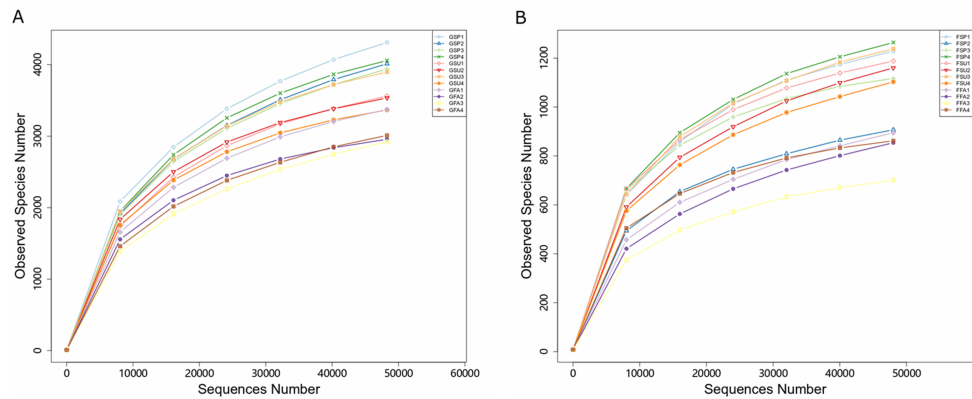 A
Observed Species Number
4000
3000
2000
1000
0
0 10000 20000 30000 40000 50000 60000
Sequences Number
GSP1
GSP2
GSP3
GSP4
GSU1
GSU2
GSU3
GSU4
GFA1
GFA2
GFA3
GFA4
B
Observed Species Number
1200
1000
800
600
400
200
0
0 10000 20000 30000 40000 50000
Sequences Number
FSP1
FSP2
FSP3
FSP4
FSU1
FSU2
FSU3
FSU4
FFA1
FFA2
FFA3
FFA4